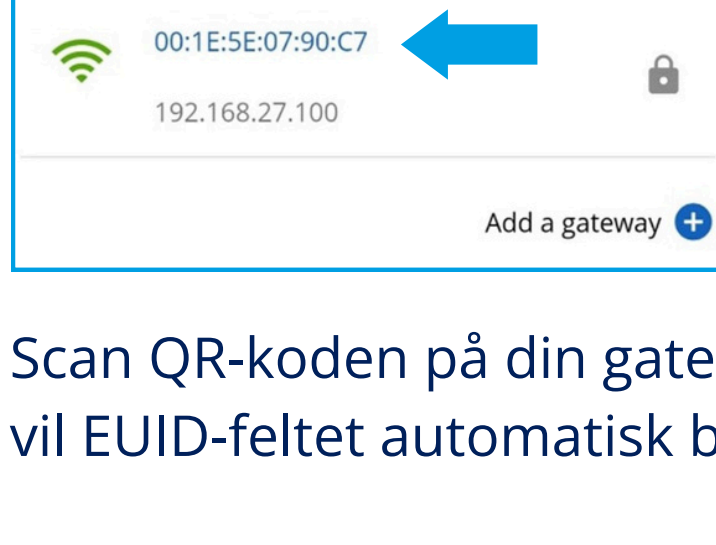 00:1E:5E:07:90:C7
192.168.27.100
Add a gateway
Scan QR-koden på din gate
vil EUID-feltet automatisk b